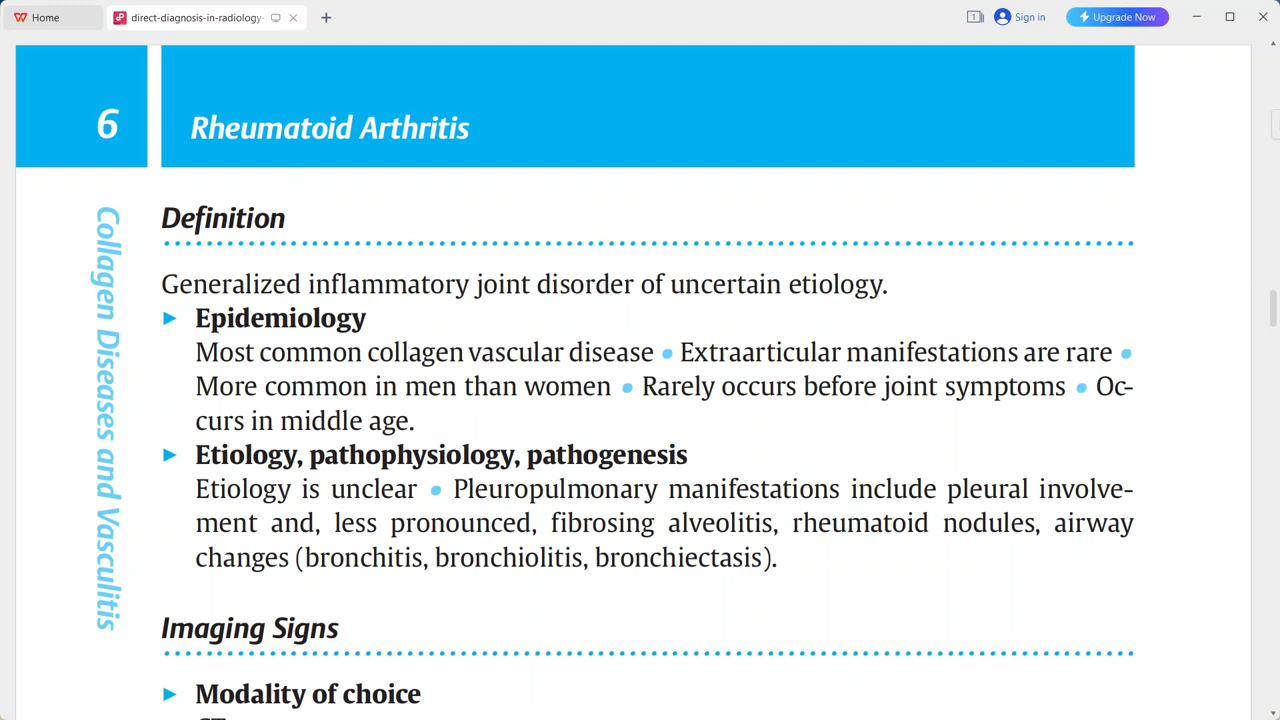 Home
direct-diagnosis-in-radiology-
1
Sign in
Upgrade Now
6
Rheumatoid Arthritis
Collagen Diseases and Vasculitis
Definition
Generalized inflammatory joint disorder of uncertain etiology.
► Epidemiology
Most common collagen vascular disease • Extraarticular manifestations are rare •
More common in men than women • Rarely occurs before joint symptoms • Oc-
curs in middle age.
► Etiology, pathophysiology, pathogenesis
Etiology is unclear • Pleuropulmonary manifestations include pleural involve-
ment and, less pronounced, fibrosing alveolitis, rheumatoid nodules, airway
changes (bronchitis, bronchiolitis, bronchiectasis).
Imaging Signs
► Modality of choice